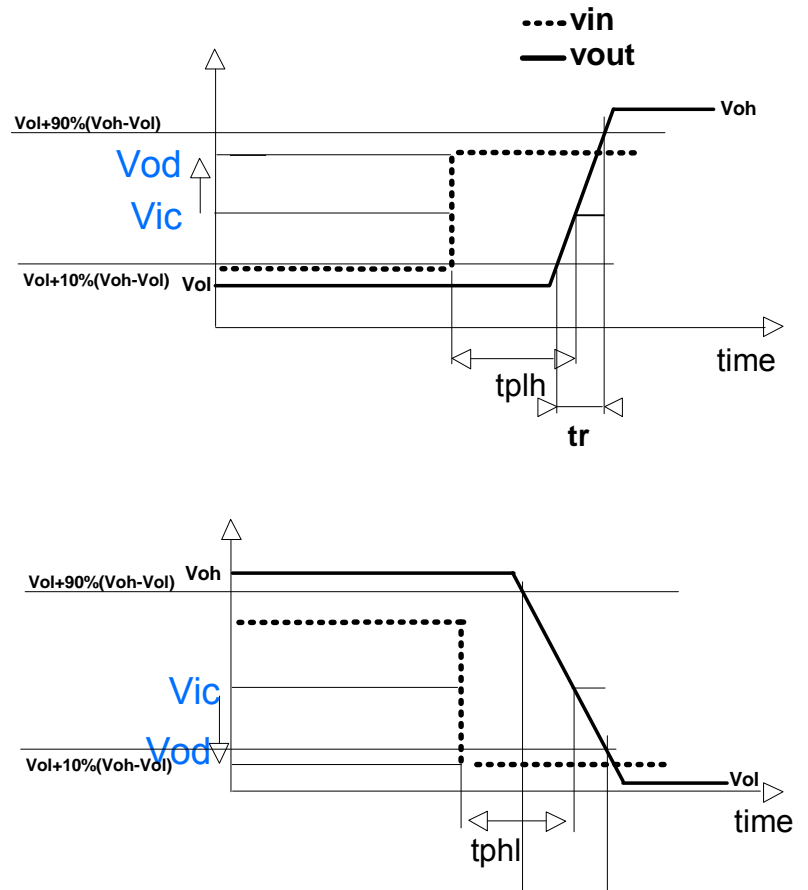 vin
vout
Voh
Vol+90%(Voh-Vol)
Vod
Vic
Vol+10%(Voh-Vol)
Vol
time
tplh
tr
Voh
Vol+90%(Voh-Vol)
Vic
Vod
Vol+10%(Voh-Vol)
Vol
time
tphl